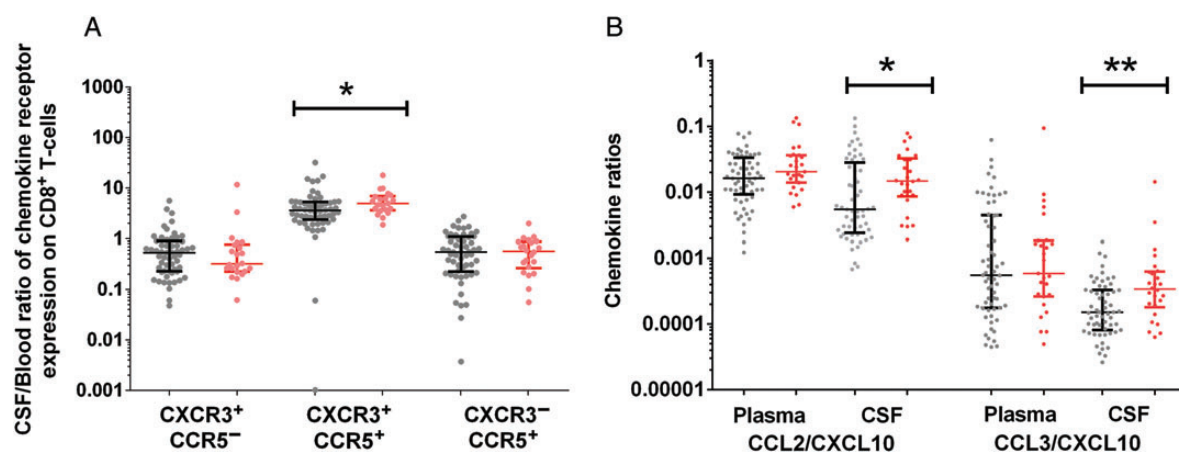 A
CSF/Blood ratio of chemokine receptor
expression on CD8⁺ T-cells
1000
100
10
1
0.1
0.01
0.001
*
CXCR3⁺
CCR5⁻
CXCR3⁺
CCR5⁺
CXCR3⁻
CCR5⁺
B
Chemokine ratios
1
0.1
0.01
0.001
0.0001
0.00001
*
**
Plasma CSF Plasma CSF
CCL2/CXCL10 CCL3/CXCL10